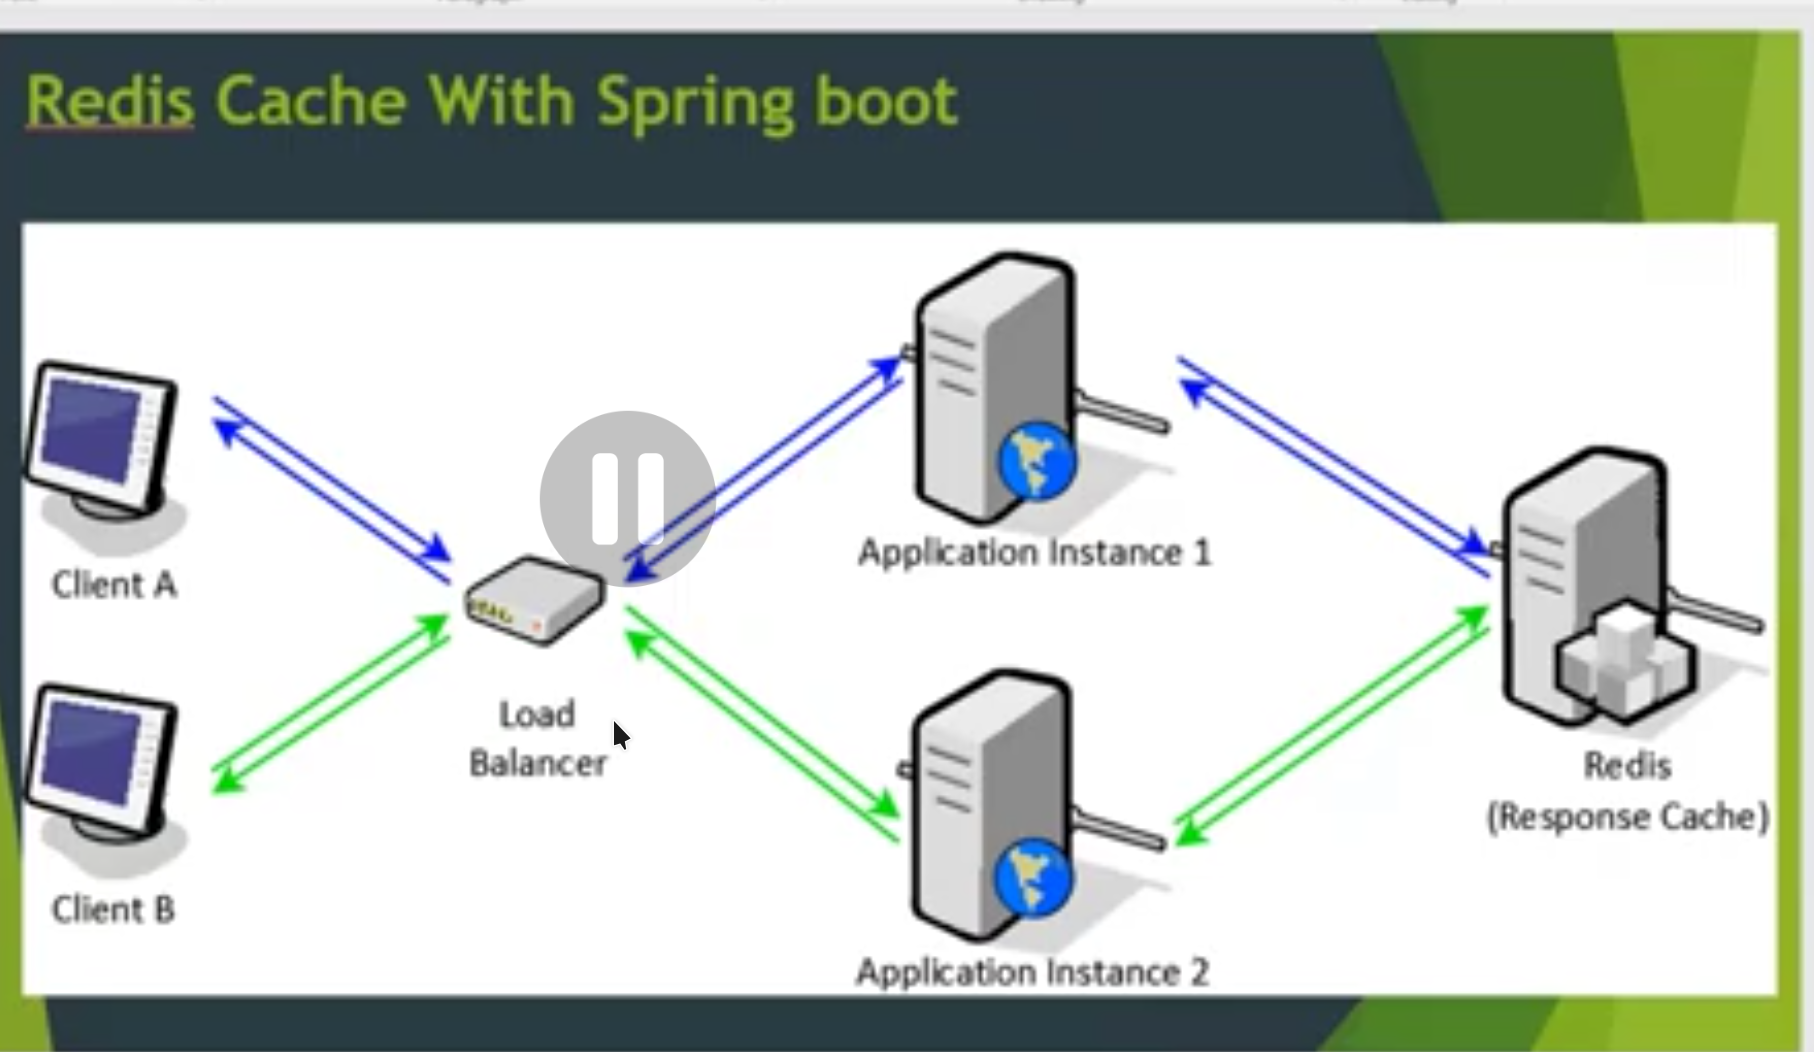 Redis Cache With Spring boot
Client A
Application Instance 1
Load
Balancer
Redis
(Response Cache)
Client B
Application Instance 2